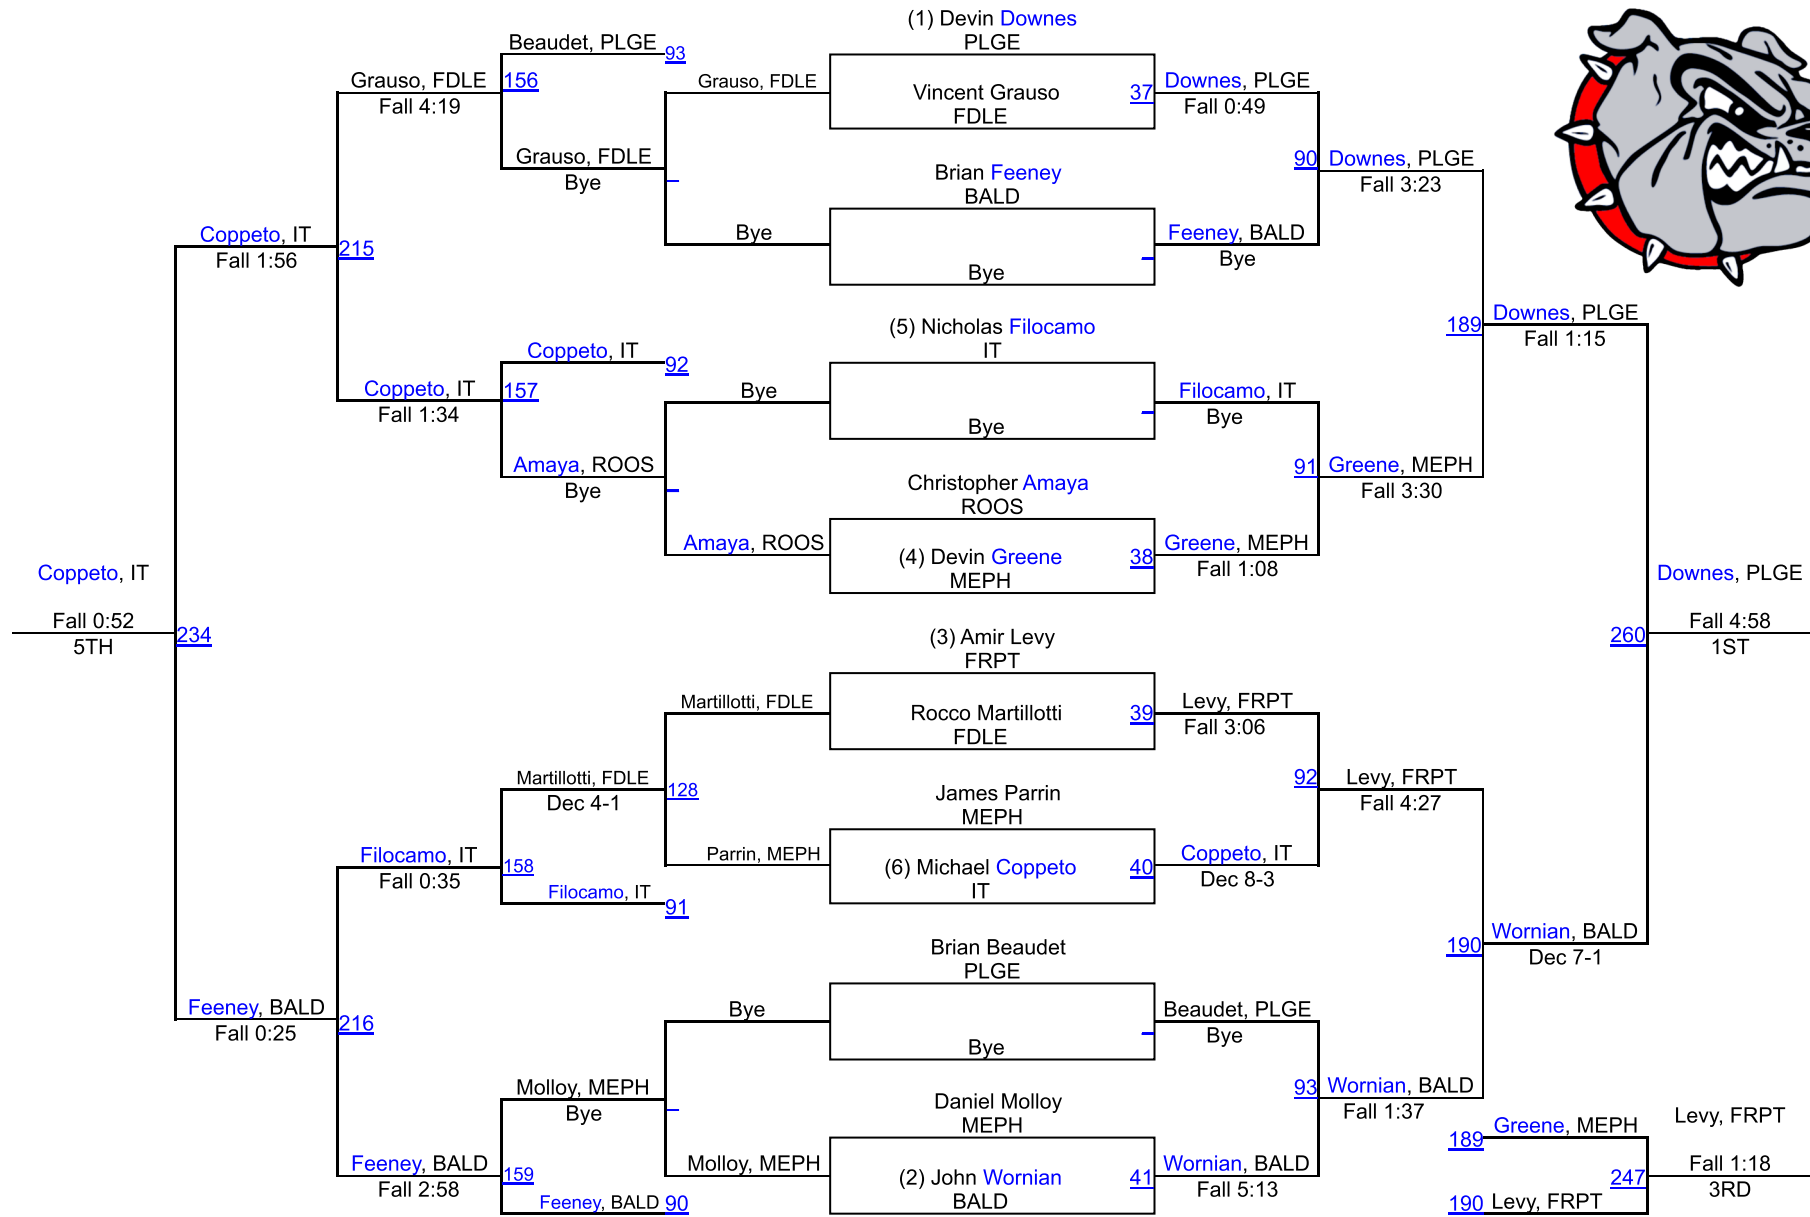 (1) Devin Downes
PLGE
Vincent Grauso
FDLE
37
Brian Feeney
BALD
Bye
(5) Nicholas Filocamo
IT
Bye
Christopher Amaya
ROOS
(4) Devin Greene
MEPH
38
(3) Amir Levy
FRPT
Rocco Martillotti
FDLE
39
James Parrin
MEPH
(6) Michael Coppeto
IT
40
Brian Beaudet
PLGE
Bye
Daniel Molloy
MEPH
(2) John Wornian
BALD
41
Downes, PLGE
Fall 0:49
90
Feeney, BALD
Bye
Filocamo, IT
Bye
91
Greene, MEPH
Fall 1:08
Levy, FRPT
Fall 3:06
92
Coppeto, IT
Dec 8-3
Beaudet, PLGE
Bye
93
Wornian, BALD
Fall 5:13
Downes, PLGE
Fall 3:23
189
Greene, MEPH
Fall 3:30
Levy, FRPT
Fall 4:27
190
Wornian, BALD
Fall 1:37
Downes, PLGE
Fall 1:15
260
Wornian, BALD
Dec 7-1
Downes, PLGE
Fall 4:58
1ST
189
Greene, MEPH
247
190
Levy, FRPT
Levy, FRPT
Fall 1:18
3RD
Grauso, FDLE
Bye
Bye
Amaya, ROOS
Martillotti, FDLE
128
Parrin, MEPH
Bye
Molloy, MEPH
Beaudet, PLGE
93
156
Grauso, FDLE
Bye
Coppeto, IT
92
157
Amaya, ROOS
Bye
Martillotti, FDLE
Dec 4-1
158
Filocamo, IT
91
Molloy, MEPH
Bye
159
Feeney, BALD
90
Grauso, FDLE
Fall 4:19
215
Coppeto, IT
Fall 1:34
Filocamo, IT
Fall 0:35
216
Feeney, BALD
Fall 2:58
Coppeto, IT
Fall 1:56
234
Feeney, BALD
Fall 0:25
Coppeto, IT
Fall 0:52
5TH